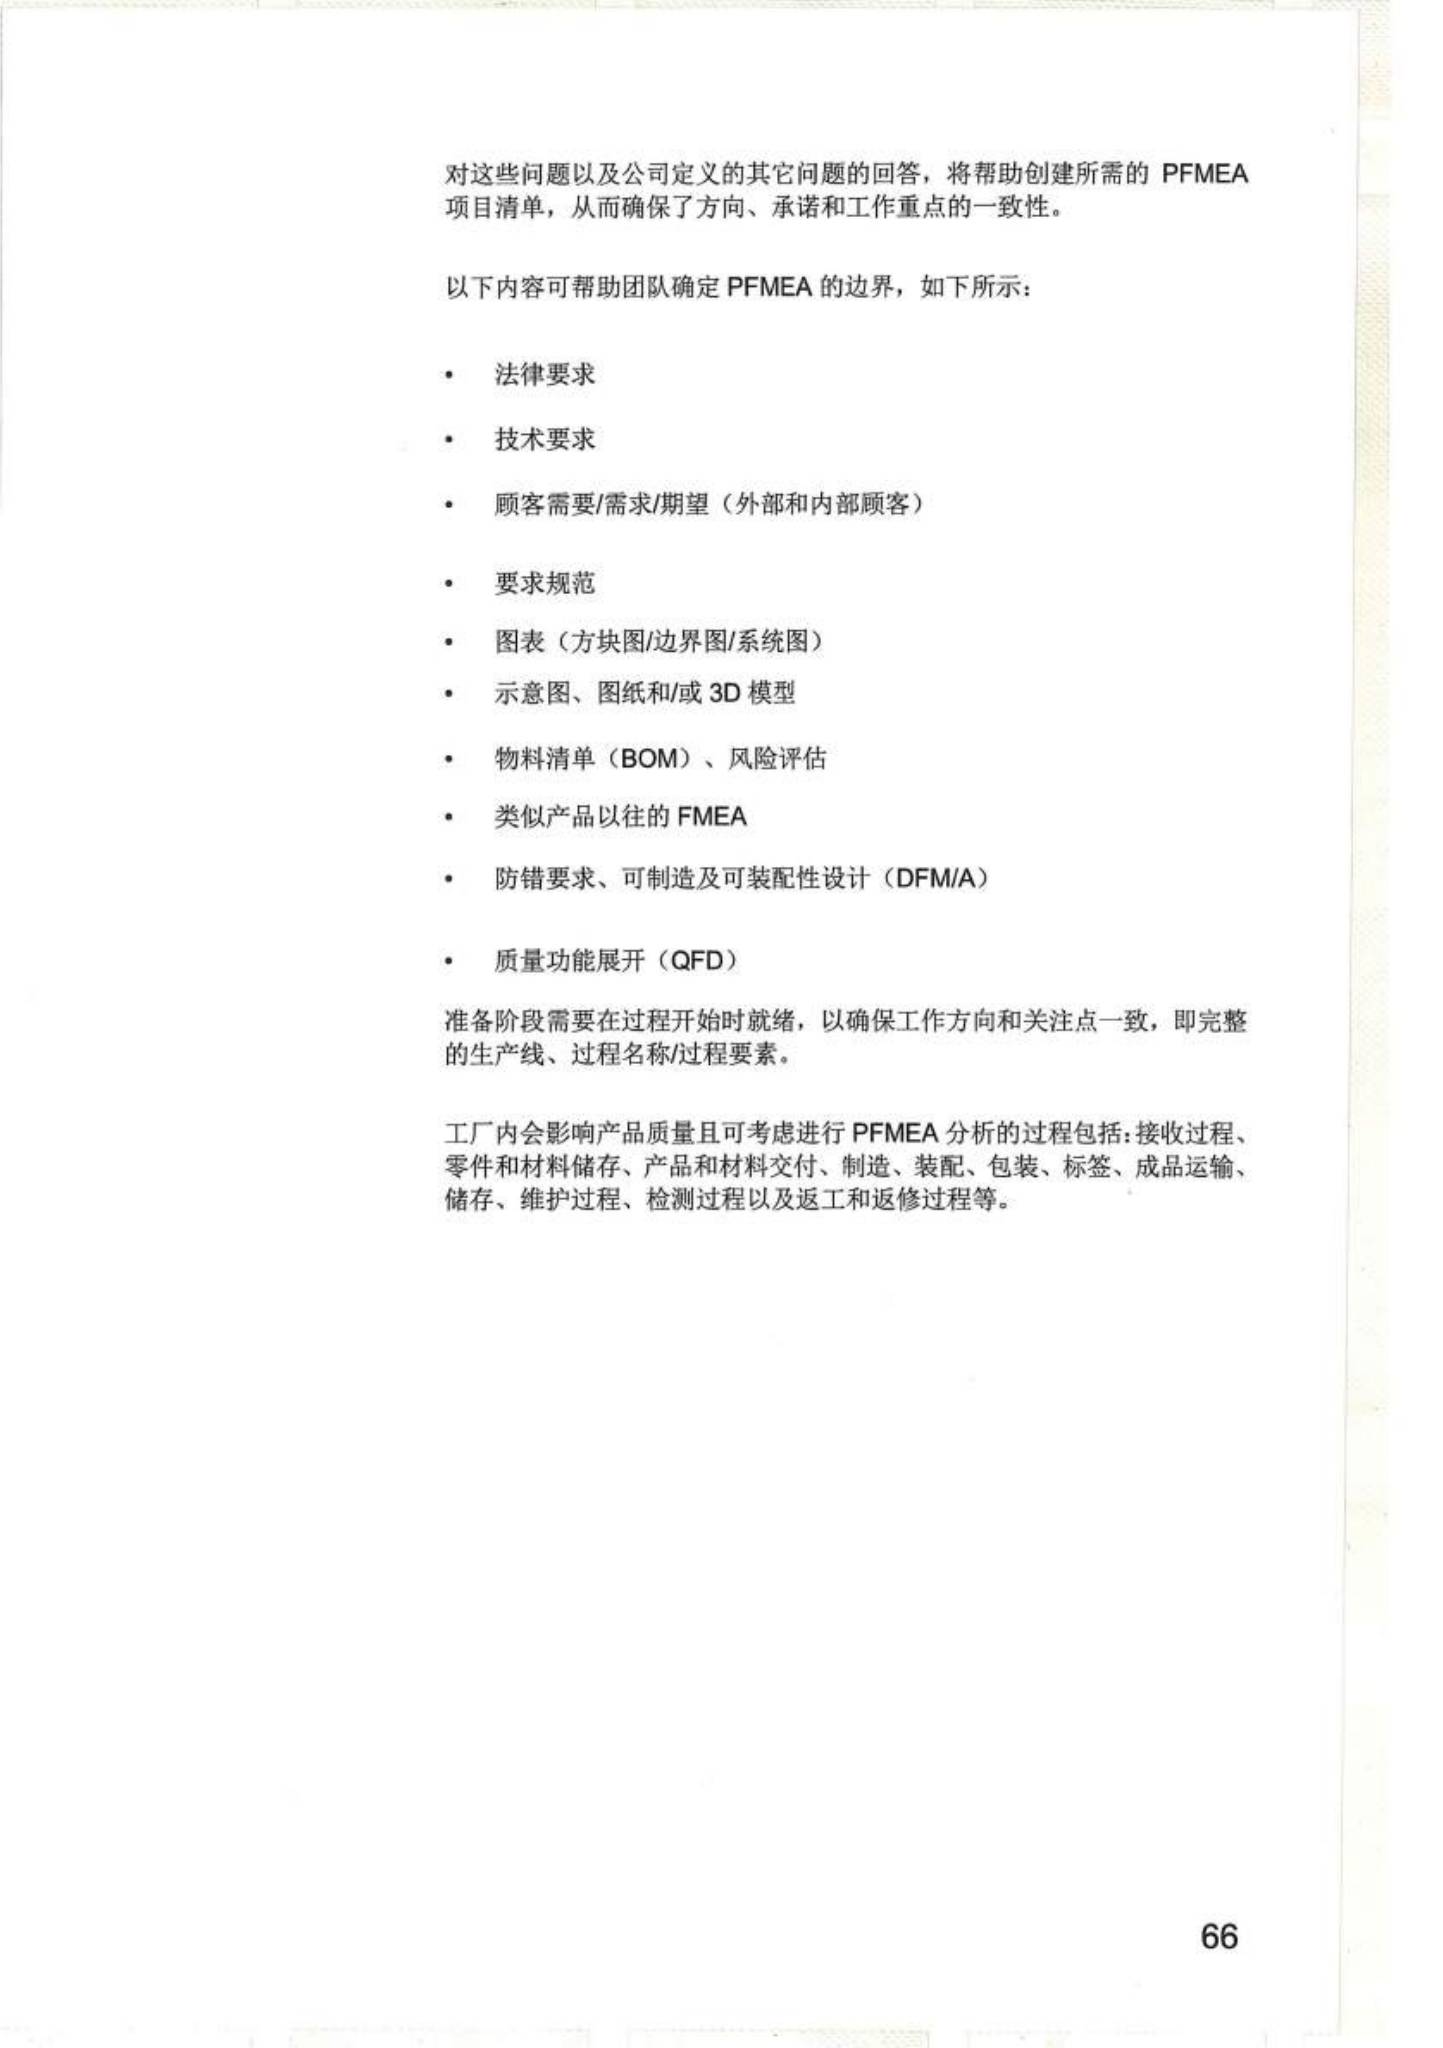 对这些问题以及公司定义的其它问题的回答，将帮助创建所需的 PFMEA
项目清单，从而确保了方向、承诺和工作重点的一致性。
以下内容可帮助团队确定 PFMEA 的边界，如下所示：
• 法律要求
• 技术要求
• 顾客需要/需求/期望（外部和内部顾客）
• 要求规范
• 图表（方块图/边界图/系统图）
• 示意图、图纸和/或 3D 模型
• 物料清单（BOM）、风险评估
• 类似产品以往的 FMEA
• 防错要求、可制造及可装配性设计（DFM/A）
• 质量功能展开（QFD）
准备阶段需要在过程开始时就绪，以确保工作方向和关注点一致，即完整
的生产线、过程名称/过程要素。
工厂内会影响产品质量且可考虑进行 PFMEA 分析的过程包括：接收过程、
零件和材料储存、产品和材料交付、制造、装配、包装、标签、成品运输、
储存、维护过程、检测过程以及返工和返修过程等。
66